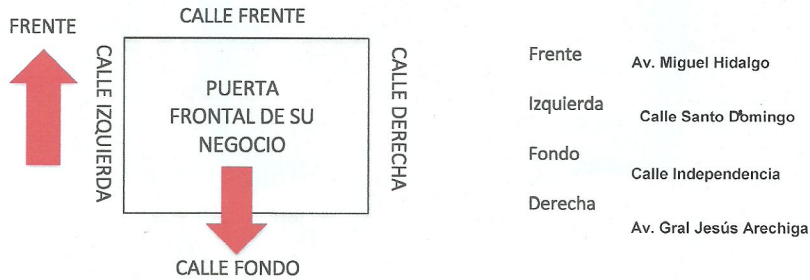 FRENTE
CALLE FRENTE
CALLE IZQUIERDA
PUERTA
FRONTAL DE SU
NEGOCIO
CALLE DERECHA
CALLE FONDO
Frente Av. Miguel Hidalgo
Izquierda Calle Santo Domingo
Fondo Calle Independencia
Derecha Av. Gral Jesús Arechiga